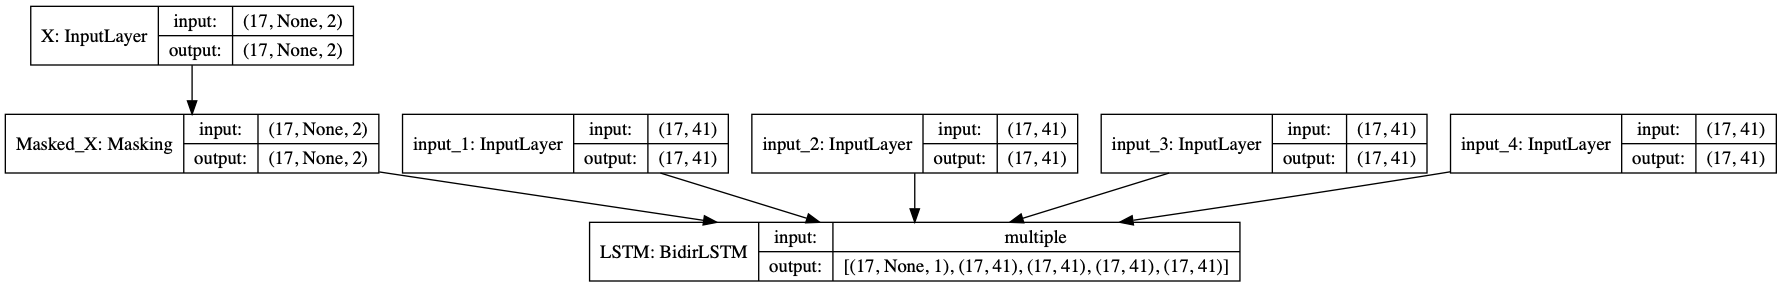 X: InputLayer
input: (17, None, 2)
output: (17, None, 2)
Masked_X: Masking
input: (17, None, 2)
output: (17, None, 2)
input_1: InputLayer
input: (17, 41)
output: (17, 41)
input_2: InputLayer
input: (17, 41)
output: (17, 41)
input_3: InputLayer
input: (17, 41)
output: (17, 41)
input_4: InputLayer
input: (17, 41)
output: (17, 41)
LSTM: BidirLSTM
input: multiple
output: [(17, None, 1), (17, 41), (17, 41), (17, 41), (17, 41)]